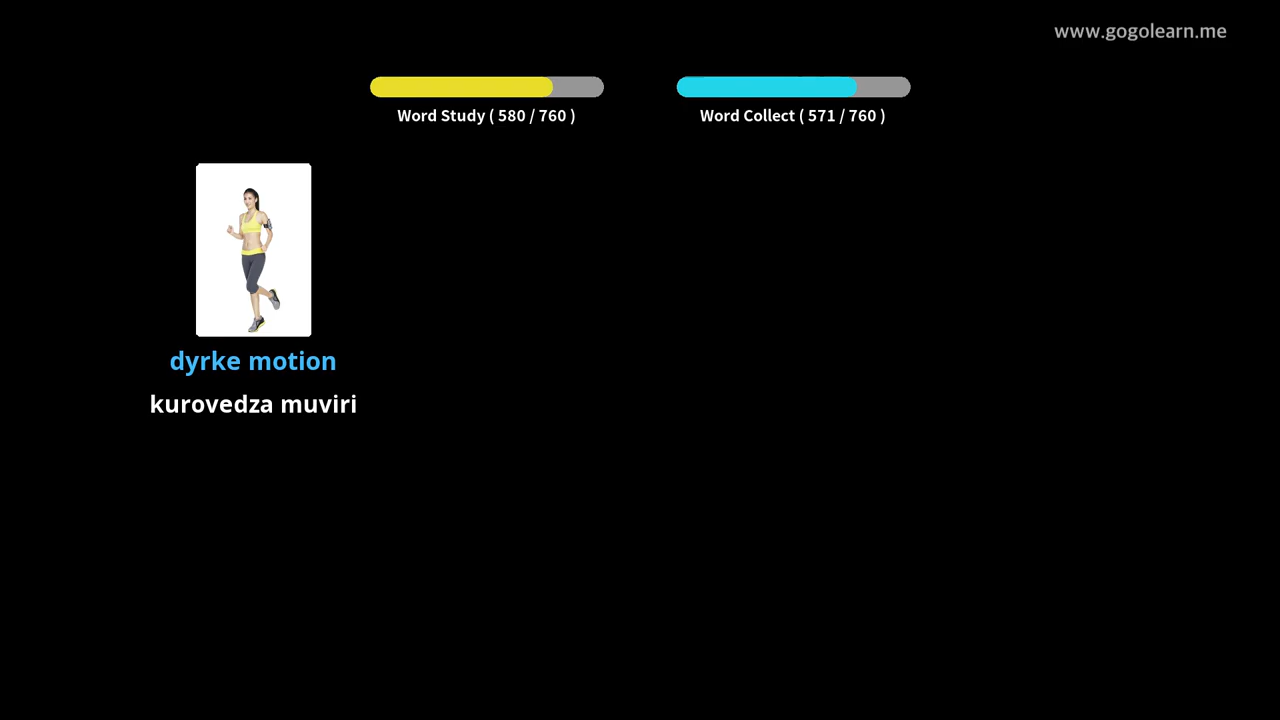 www.gogolearn.me
Word Study ( 580 / 760 )
Word Collect ( 571 / 760 )
dyrke motion
kurovedza muviri